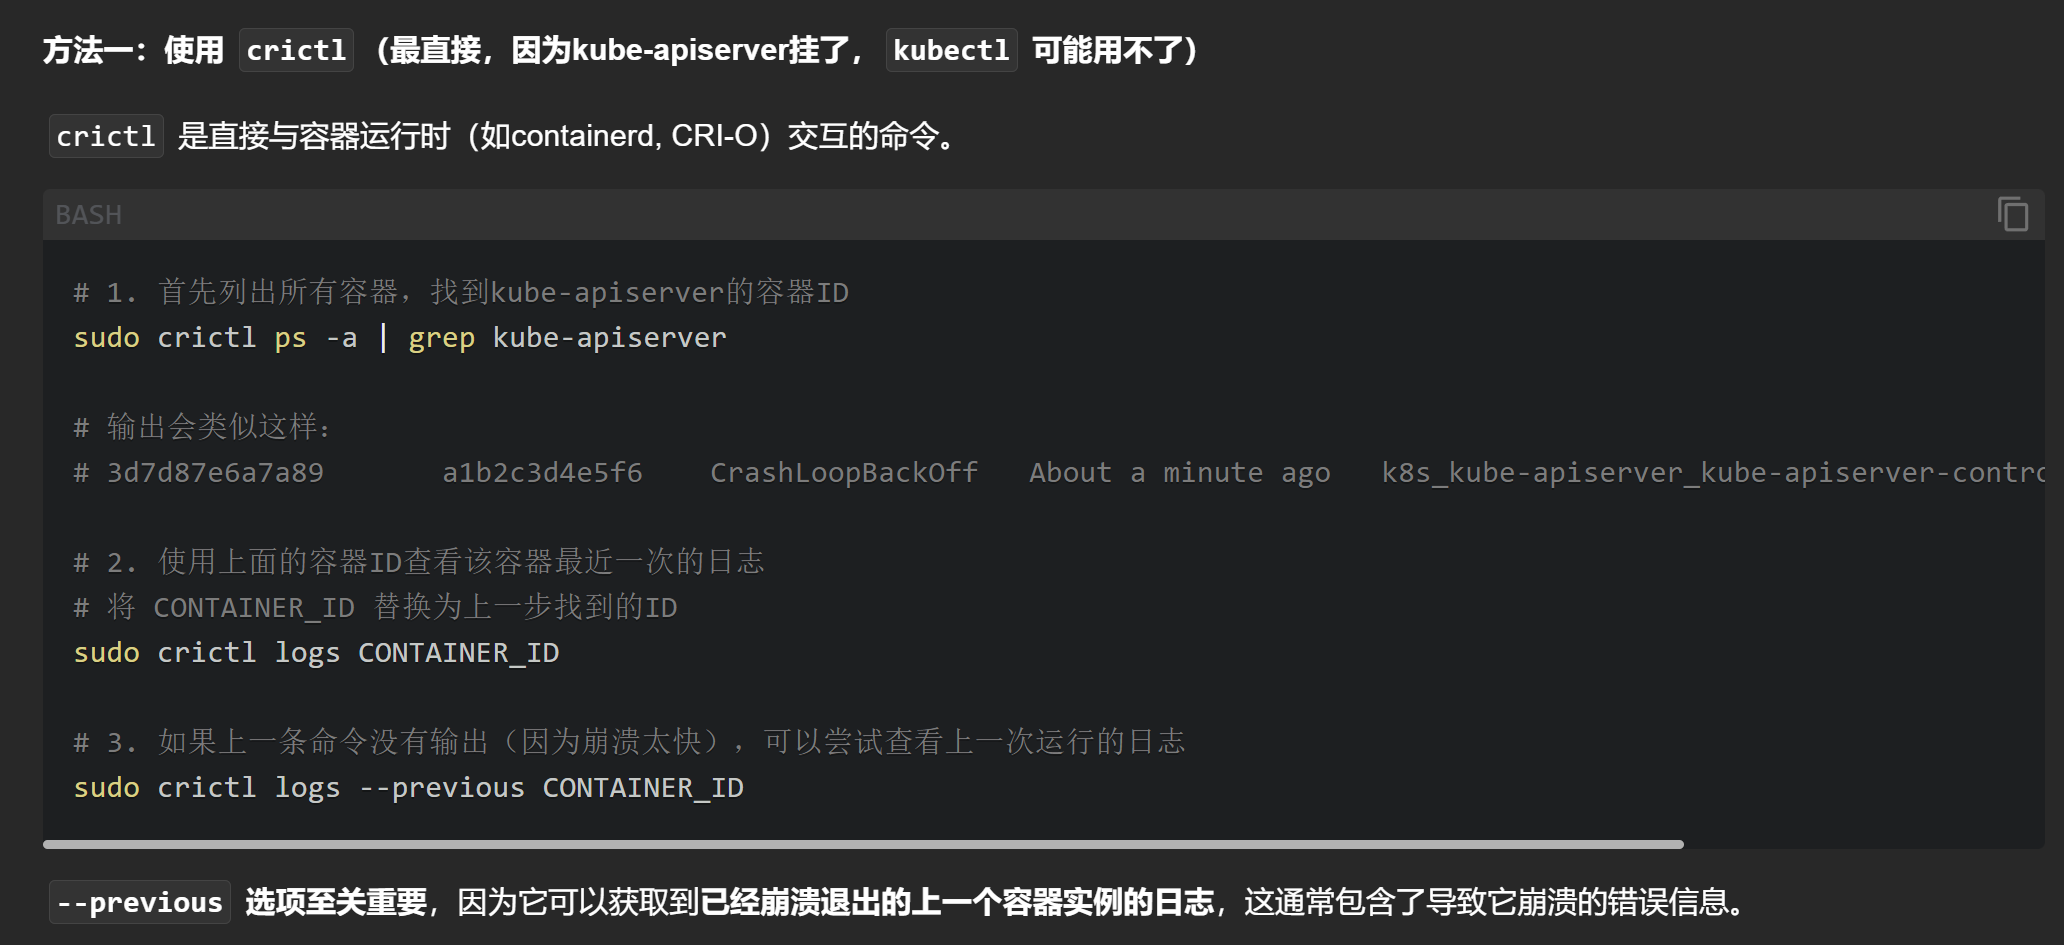 方法一：使用 crictl （最直接，因为kube-apiserver挂了， kubectl 可能用不了）
crictl 是直接与容器运行时（如containerd, CRI-O）交互的命令。
BASH
# 1. 首先列出所有容器，找到kube-apiserver的容器ID
sudo crictl ps -a | grep kube-apiserver
# 输出会类似这样：
# 3d7d87e6a7a89       a1b2c3d4e5f6    CrashLoopBackOff   About a minute ago   k8s_kube-apiserver_kube-apiserver-contro
# 2. 使用上面的容器ID查看该容器最近一次的日志
# 将 CONTAINER_ID 替换为上一步找到的ID
sudo crictl logs CONTAINER_ID
# 3. 如果上一条命令没有输出（因为崩溃太快），可以尝试查看上一次运行的日志
sudo crictl logs --previous CONTAINER_ID
--previous 选项至关重要，因为它可以获取到已经崩溃退出的上一个容器实例的日志，这通常包含了导致它崩溃的错误信息。